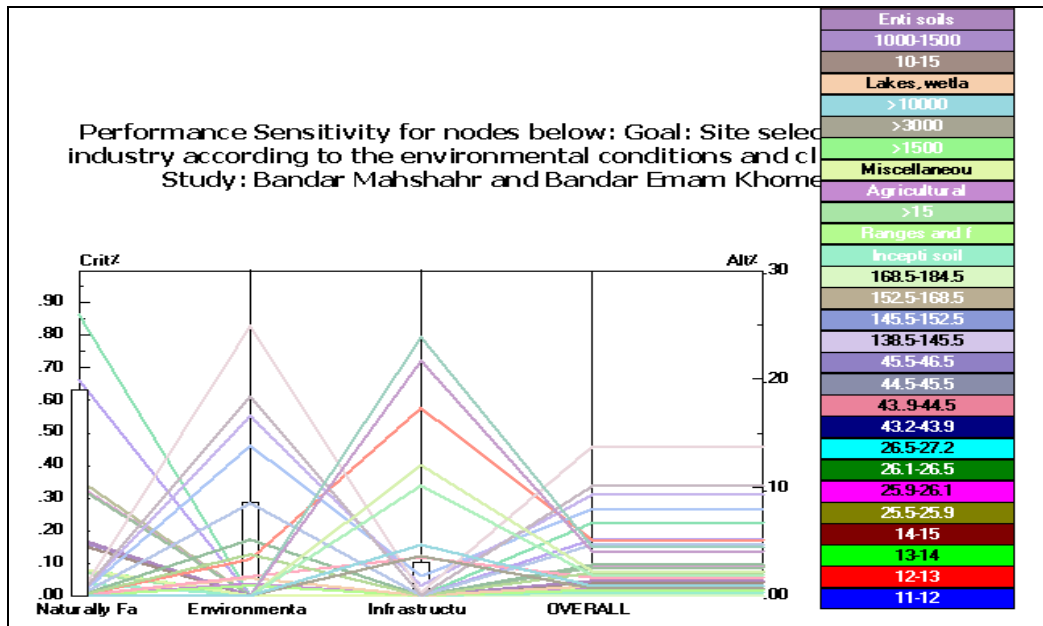 Performance Sensitivity for nodes below: Goal: Site selec
industry according to the environmental conditions and cl
Study: Bandar Mahshahr and Bandar Emam Khome
Crit%
Alt%
.90
.80
.70
.60
.50
.40
.30
.20
.10
.00
.30
.20
.10
.00
Naturally Fa
Environmenta
Infrastructu
OVERALL
Enti soils
1000-1500
10-15
Lakes, wetla
>10000
>3000
>1500
Miscellaneou
Agricultural
>15
Ranges and f
Incepti soil
168.5-184.5
152.5-168.5
145.5-152.5
138.5-145.5
45.5-46.5
44.5-45.5
43..9-44.5
43.2-43.9
26.5-27.2
26.1-26.5
25.9-26.1
25.5-25.9
14-15
13-14
12-13
11-12